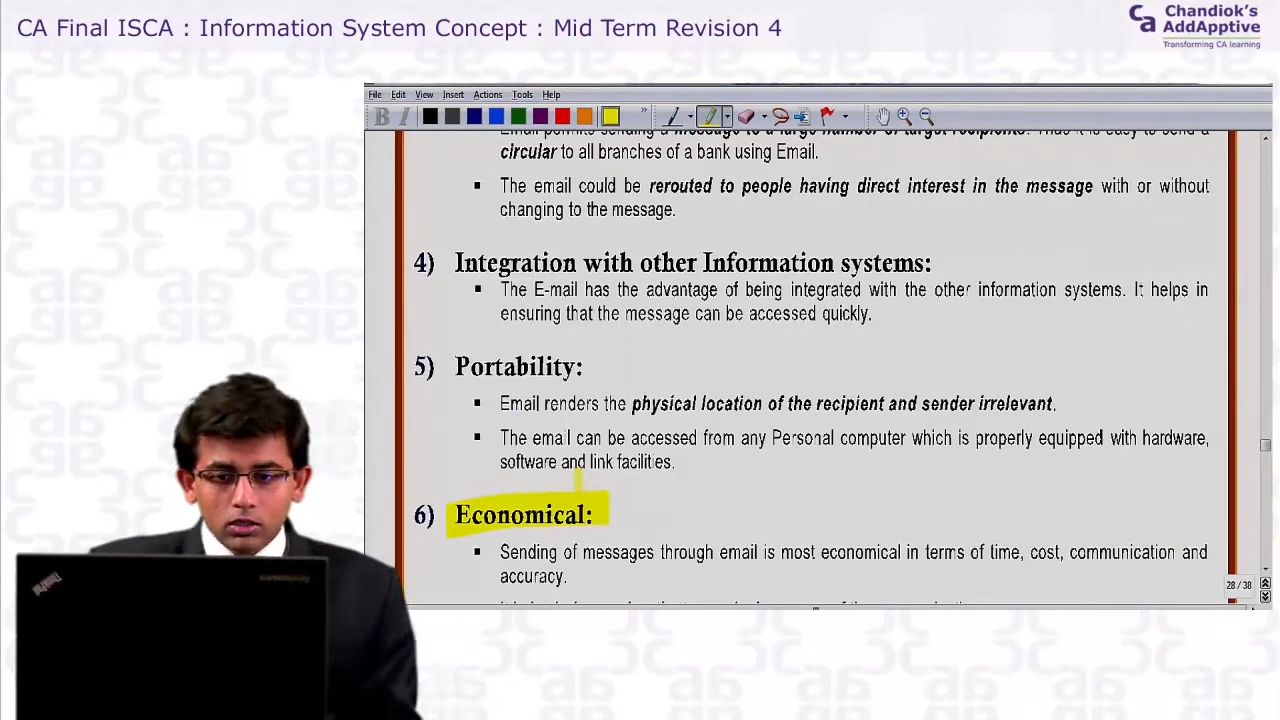 CA Final ISCA : Information System Concept : Mid Term Revision 4
Chandiok's
AddApptive
Transforming CA learning
File Edit View Insert Actions Tools Help
B I
Email permits sending a message to a large number of target recipients. Thus it is easy to send a
circular to all branches of a bank using Email.
▪ The email could be rerouted to people having direct interest in the message with or without
changing to the message.
4) Integration with other Information systems:
▪ The E-mail has the advantage of being integrated with the other information systems. It helps in
ensuring that the message can be accessed quickly.
5) Portability:
▪ Email renders the physical location of the recipient and sender irrelevant.
▪ The email can be accessed from any Personal computer which is properly equipped with hardware,
software and link facilities.
6) Economical:
▪ Sending of messages through email is most economical in terms of time, cost, communication and
accuracy.
28 / 38
ThinkPad